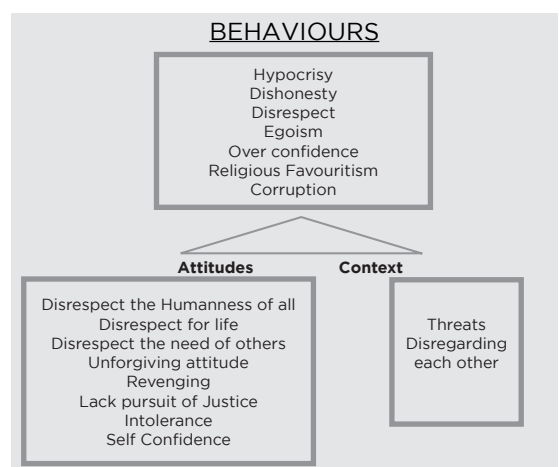 BEHAVIOURS
Hypocrisy
Dishonesty
Disrespect
Egoism
Over confidence
Religious Favouritism
Corruption
Attitudes
Context
Disrespect the Humanness of all
Disrespect for life
Disrespect the need of others
Unforgiving attitude
Revenging
Lack pursuit of Justice
Intolerance
Self Confidence
Threats
Disregarding
each other